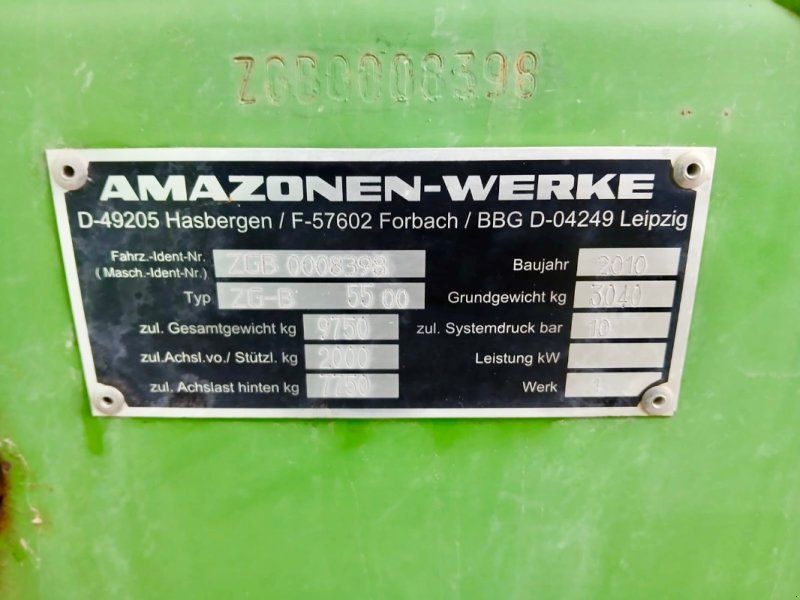 ZGB0008398
AMAZONEN-WERKE
D-49205 Hasbergen / F-57602 Forbach / BBG D-04249 Leipzig
Fahrz.-Ident-Nr. ZGB 0008398 Baujahr 2010
( Masch.-Ident-Nr.)
Typ ZG-B 5500 Grundgewicht kg 3040
zul. Gesamtgewicht kg 9750 zul. Systemdruck bar 10
zul.Achsl.vo./ Stützl. kg 2000 Leistung kW
zul. Achslast hinten kg 7750 Werk 1